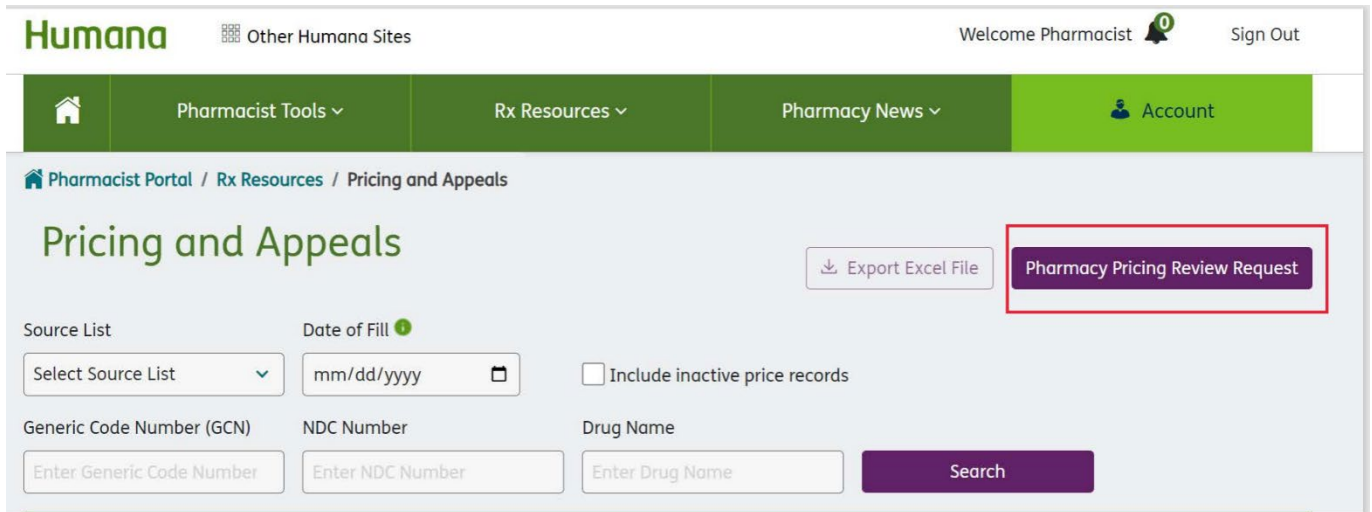 Humana
Other Humana Sites
Welcome Pharmacist 0
Sign Out
Pharmacist Tools
Rx Resources
Pharmacy News
Account
Pharmacist Portal / Rx Resources / Pricing and Appeals
Pricing and Appeals
Export Excel File
Pharmacy Pricing Review Request
Source List
Date of Fill
Select Source List
mm/dd/yyyy
Include inactive price records
Generic Code Number (GCN)
NDC Number
Drug Name
Enter Generic Code Number
Enter NDC Number
Enter Drug Name
Search